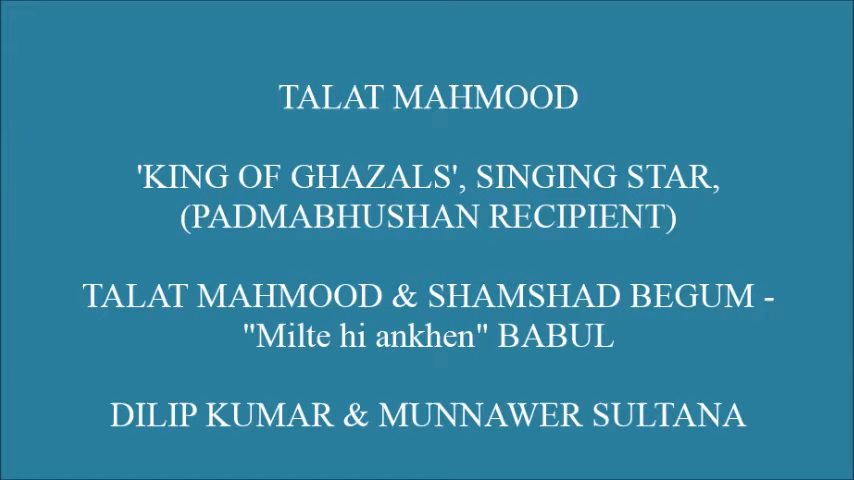 TALAT MAHMOOD
'KING OF GHAZALS', SINGING STAR,
(PADMABHUSHAN RECIPIENT)
TALAT MAHMOOD & SHAMSHAD BEGUM -
"Milte hi ankhen" BABUL
DILIP KUMAR & MUNNAWER SULTANA